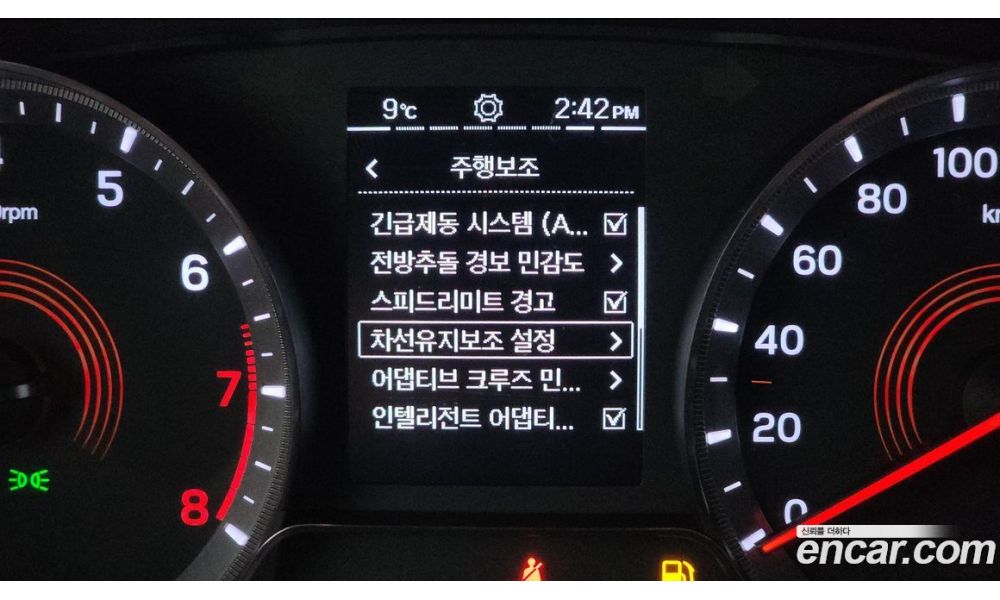 9℃ 2:42 PM
주행보조
긴급제동 시스템 (A...
전방추돌 경보 민감도
스피드리미트 경고
차선유지보조 설정
어댑티브 크루즈 민...
인텔리전트 어댑티...
5
rpm
6
7
8
100
km
80
60
40
20
0
신뢰를 더하다
encar.com